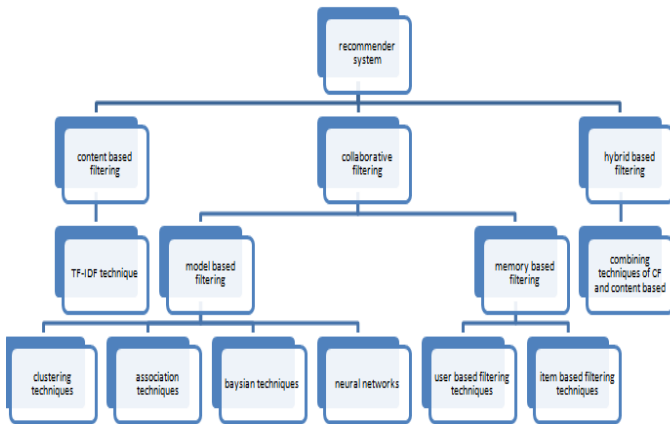 recommender
system
content based
filtering
collaborative
filtering
hybrid based
filtering
TF-IDF technique
model based
filtering
memory based
filtering
combining
techniques of CF
and content based
clustering
techniques
association
techniques
baysian techniques
neural networks
user based filtering
techniques
item based filtering
techniques